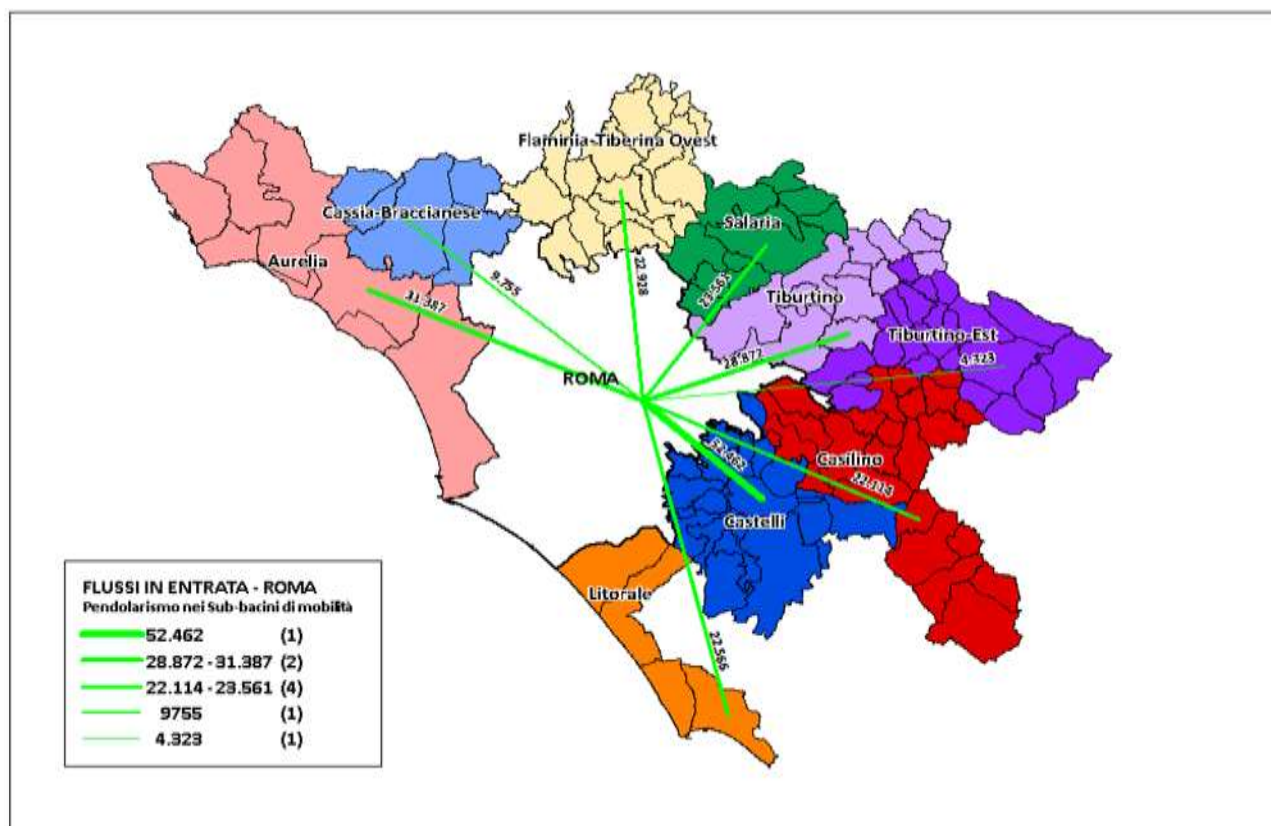 Flaminia-Tiberina Ovest
Cassia-Braccianese
Salaria
Aurelia
Tiburtino
Tiburtino-Est
9.755
22.928
23.561
31.387
28.872
4.323
ROMA
52.462
Casilino
22.114
Castelli
Litorale
22.566
FLUSSI IN ENTRATA - ROMA
Pendolarismo nei Sub-bacini di mobilità
52.462 (1)
28.872 - 31.387 (2)
22.114 - 23.561 (4)
9755 (1)
4.323 (1)